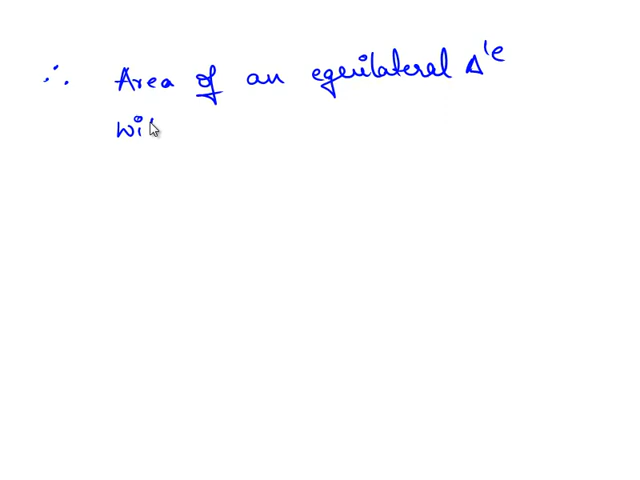 ∴ Area of an equilateral Δ'e
wi